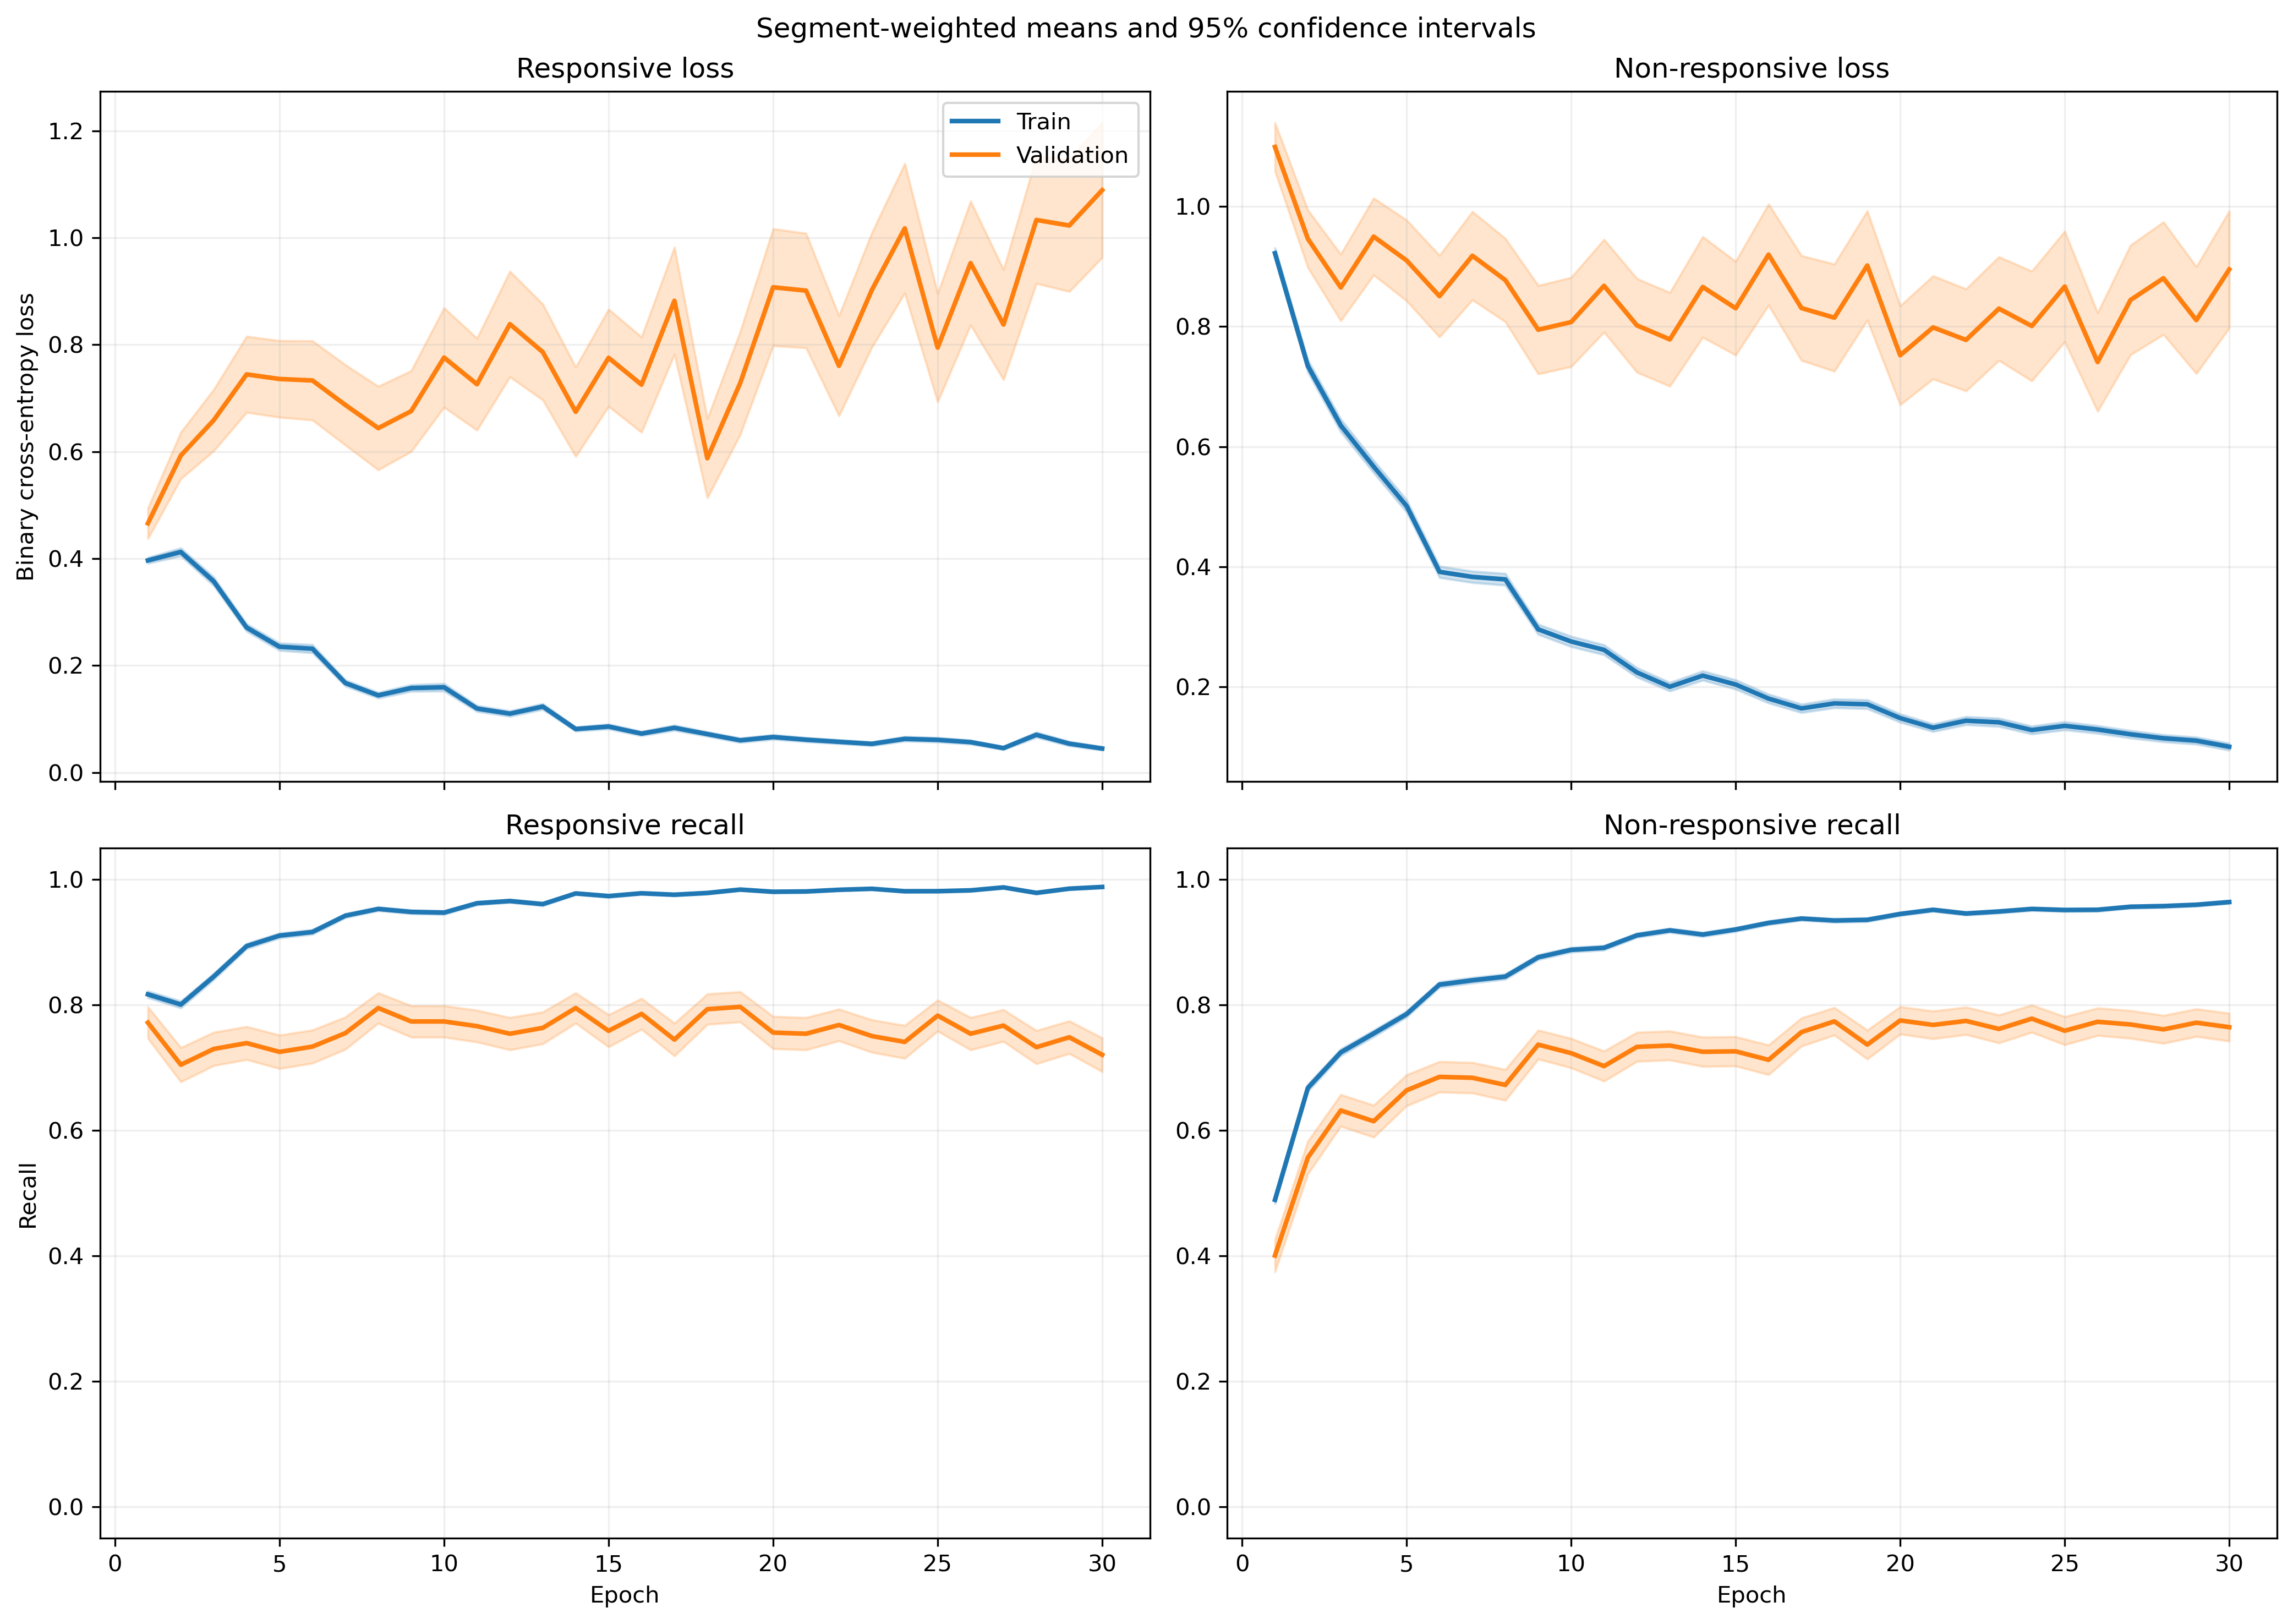 Segment-weighted means and 95% confidence intervals
Responsive loss
Non-responsive loss
Train
Validation
Binary cross-entropy loss
1.2
1.0
0.8
0.6
0.4
0.2
0.0
1.0
0.8
0.6
0.4
0.2
Responsive recall
Non-responsive recall
Recall
1.0
0.8
0.6
0.4
0.2
0.0
1.0
0.8
0.6
0.4
0.2
0.0
0 5 10 15 20 25 30
0 5 10 15 20 25 30
Epoch
Epoch